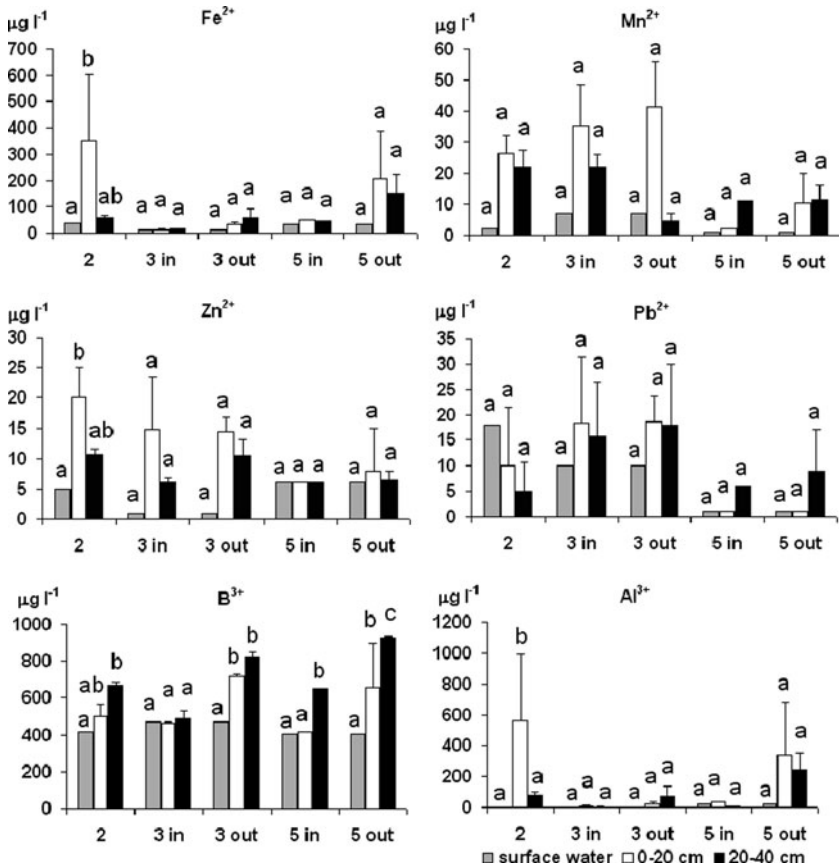 µg l⁻¹
Fe²⁺
700
600
500
400
300
200
100
0
a b ab a a a a a a a a a a a a
2 3 in 3 out 5 in 5 out
µg l⁻¹
Mn²⁺
60
50
40
30
20
10
0
a a a a a a a a a a a a a a a
2 3 in 3 out 5 in 5 out
µg l⁻¹
Zn²⁺
30
25
20
15
10
5
0
a b ab a a a a a a a a a a a a
2 3 in 3 out 5 in 5 out
µg l⁻¹
Pb²⁺
35
30
25
20
15
10
5
0
a a a a a a a a a a a a a a a
2 3 in 3 out 5 in 5 out
µg l⁻¹
B³⁺
1000
800
600
400
200
0
a ab b a a a a b b a a b a b c
2 3 in 3 out 5 in 5 out
µg l⁻¹
Al³⁺
1200
1000
800
600
400
200
0
a b a a a a a a a a a a a a a
2 3 in 3 out 5 in 5 out
surface water 0-20 cm 20-40 cm